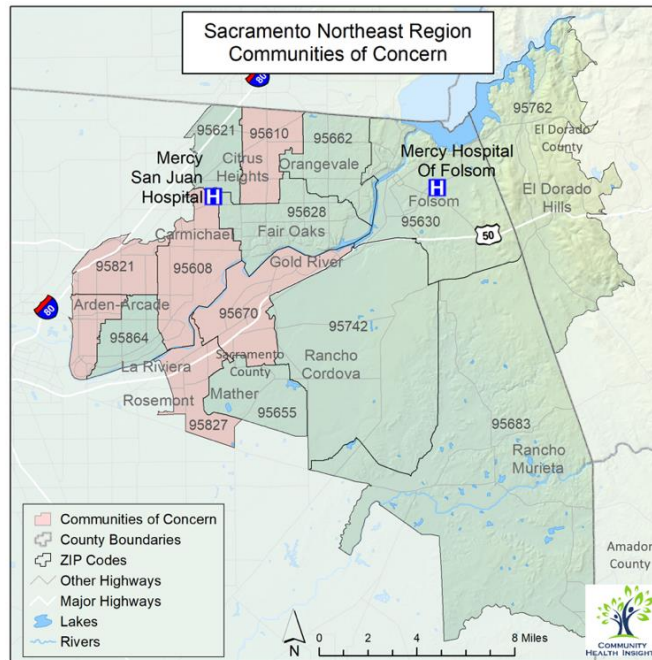 Sacramento Northeast Region
Communities of Concern
80
95762
95621
95610
95662
El Dorado
County
Citrus
Heights
Orangevale
Mercy
San Juan
Hospital
H
Mercy Hospital
Of Folsom
H
Folsom
El Dorado
Hills
95628
95630
Fair Oaks
50
Carmichael
Gold River
95821
95608
80
Arden-Arcade
95670
95742
95864
Sacramento
County
Rancho
Cordova
La Riviera
Mather
Rosemont
95655
95683
95827
Rancho
Murieta
Communities of Concern
County Boundaries
ZIP Codes
Other Highways
Major Highways
Lakes
Rivers
Amador
County
N
0 2 4 8 Miles
COMMUNITY
HEALTH INSIGHTS